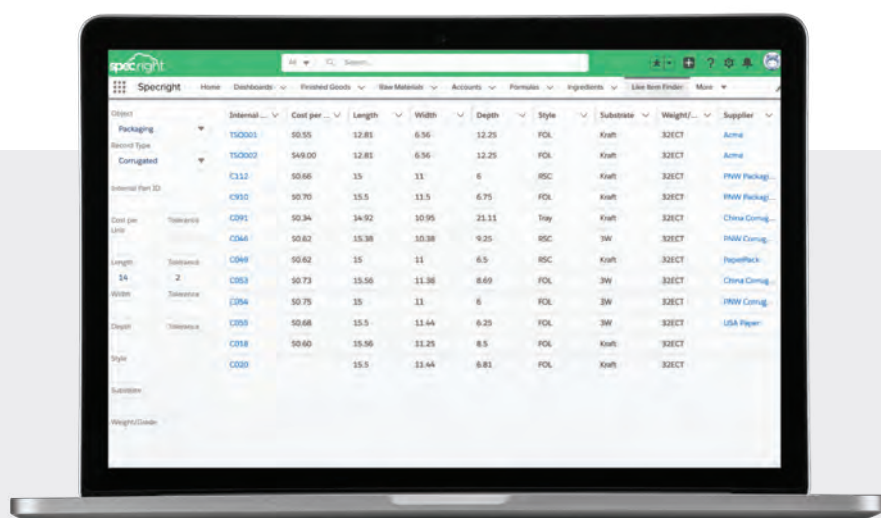 specright
All
Search...
Specright Home Dashboards Finished Goods Raw Materials Accounts Formulas Ingredients Like Item Finder More
Object
Packaging
Record Type
Corrugated
Internal Part ID
Cost per Unit Tolerance
Length Tolerance
14 2
Width Tolerance
Depth Tolerance
Style
Substrate
Weight/Grade
Internal ... Cost per ... Length Width Depth Style Substrate Weight/... Supplier
TSO001 $0.55 12.81 6.56 12.25 FOL Kraft 32ECT Acme
TSO002 $49.00 12.81 6.56 12.25 FOL Kraft 32ECT Acme
C112 $0.66 15 11 6 RSC Kraft 32ECT PNW Packagi...
C910 $0.70 15.5 11.5 6.75 FOL Kraft 32ECT PNW Packagi...
C091 $0.34 14.92 10.95 21.11 Tray Kraft 32ECT China Corrug...
$0.62 15.38 10.38 9.25 RSC 3W 32ECT PNW Corrug...
C049 $0.62 15 11 6.5 RSC Kraft 32ECT PaperPack
C053 $0.73 15.56 11.38 8.69 FOL 3W 32ECT China Corrug...
C054 $0.75 15 11 6 FOL 3W 32ECT PNW Corrug...
C055 $0.68 15.5 11.44 6.25 FOL 3W 32ECT USA Paper
C018 $0.60 15.56 11.25 8.5 FOL Kraft 32ECT
C020 15.5 11.44 6.81 FOL Kraft 32ECT